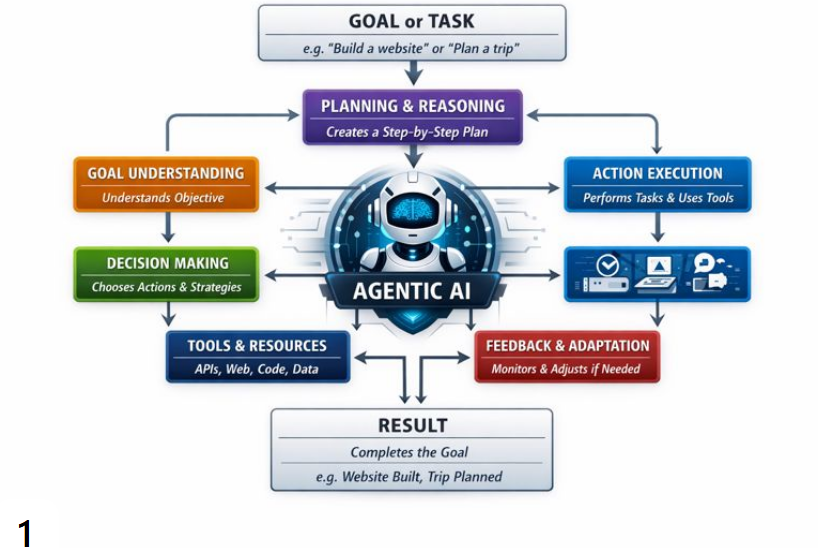 GOAL or TASK
e.g. "Build a website" or "Plan a trip"
PLANNING & REASONING
Creates a Step-by-Step Plan
GOAL UNDERSTANDING
Understands Objective
ACTION EXECUTION
Performs Tasks & Uses Tools
DECISION MAKING
Chooses Actions & Strategies
AGENTIC AI
TOOLS & RESOURCES
APIs, Web, Code, Data
FEEDBACK & ADAPTATION
Monitors & Adjusts if Needed
RESULT
Completes the Goal
e.g. Website Built, Trip Planned
1